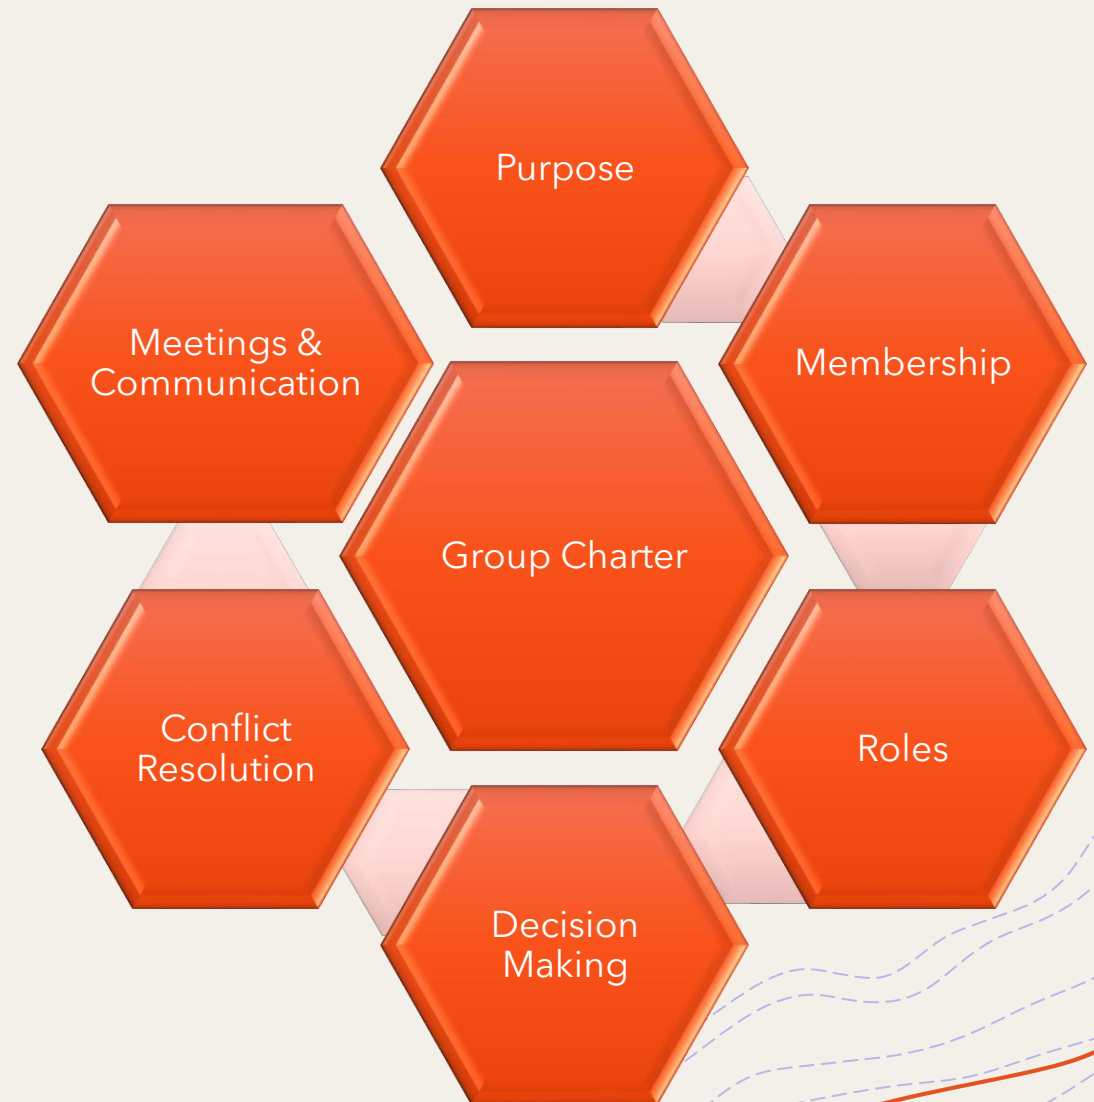 Purpose
Membership
Meetings &
Communication
Group Charter
Roles
Conflict
Resolution
Decision
Making